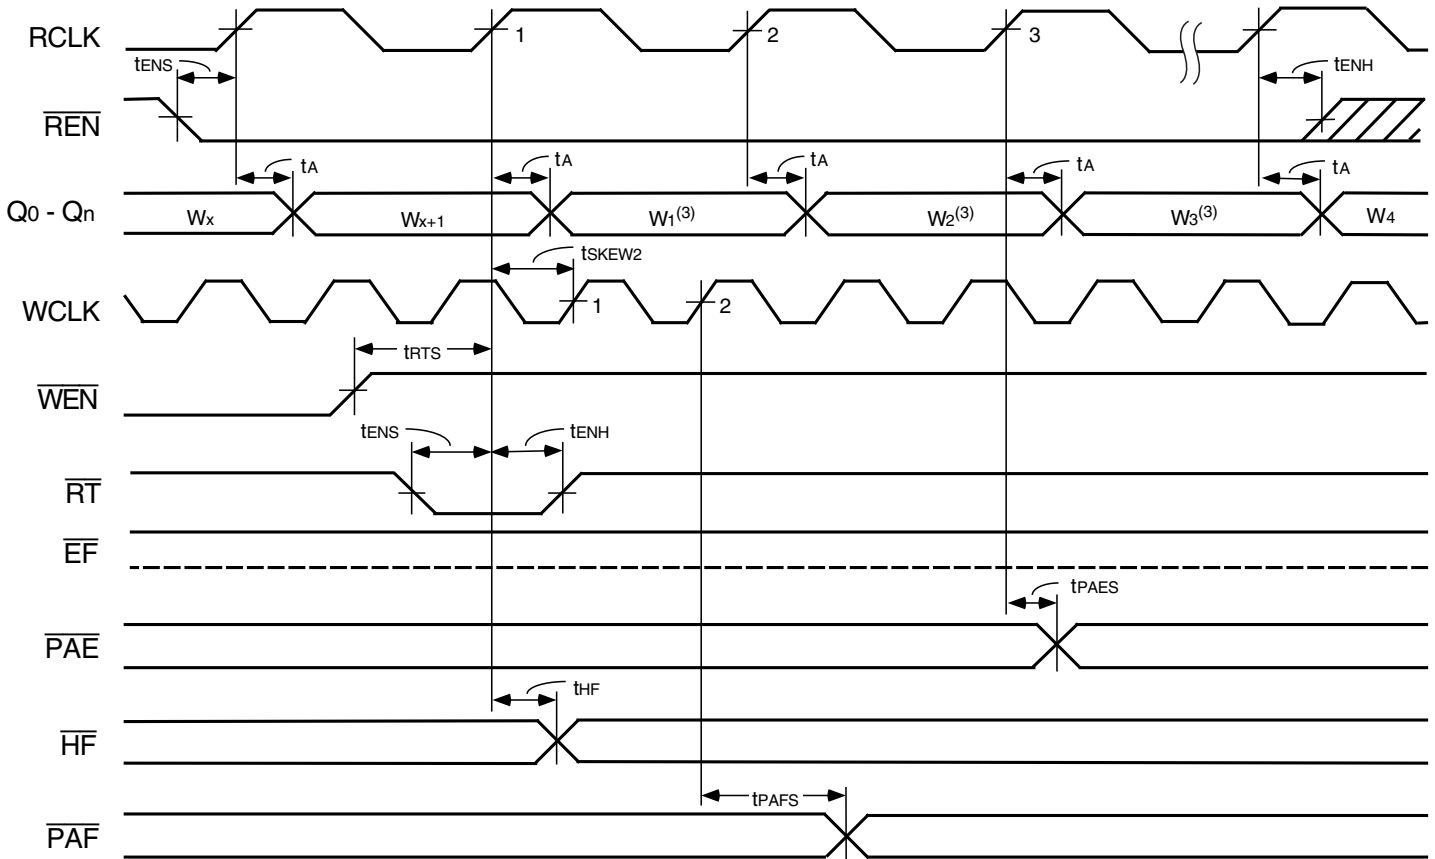 RCLK 1 2 3
tENS tENH
REN
tA tA tA tA tA
Q0 - Qn Wx Wx+1 W1(3) W2(3) W3(3) W4
tSKEW2
WCLK 1 2
tRTS
WEN
tENS tENH
RT
EF
tPAES
PAE
tHF
HF
tPAFS
PAF